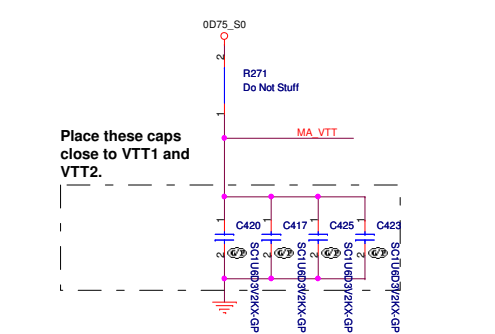 0D75_S0
2
R271
Do Not Stuff
1
MA_VTT
Place these caps
close to VTT1 and
VTT2.
1
C420
1
C417
1
C425
1
C423
2
SC1U6D3V2KX-GP
2
SC1U6D3V2KX-GP
2
SC1U6D3V2KX-GP
2
SC1U6D3V2KX-GP